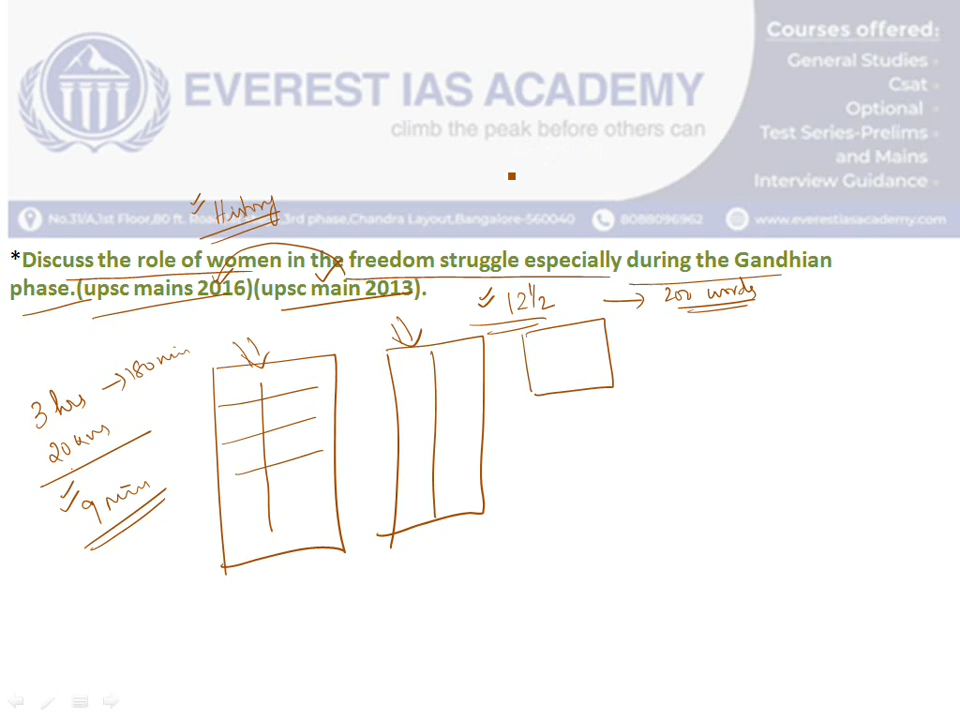 Courses offered:
General Studies
Csat
Optional
Test Series-Prelims
and Mains
Interview Guidance
EVEREST IAS ACADEMY
climb the peak before others can
History
No.31/A,1st Floor,80 ft. 3rd phase,Chandra Layout,Bangalore-560040
8088096962
www.everestiasacademy.com
*Discuss the role of women in the freedom struggle especially during the Gandhian
phase.(upsc mains 2016)(upsc main 2013).
12½ → 200 words
3 hrs → 180 min
20
9 min